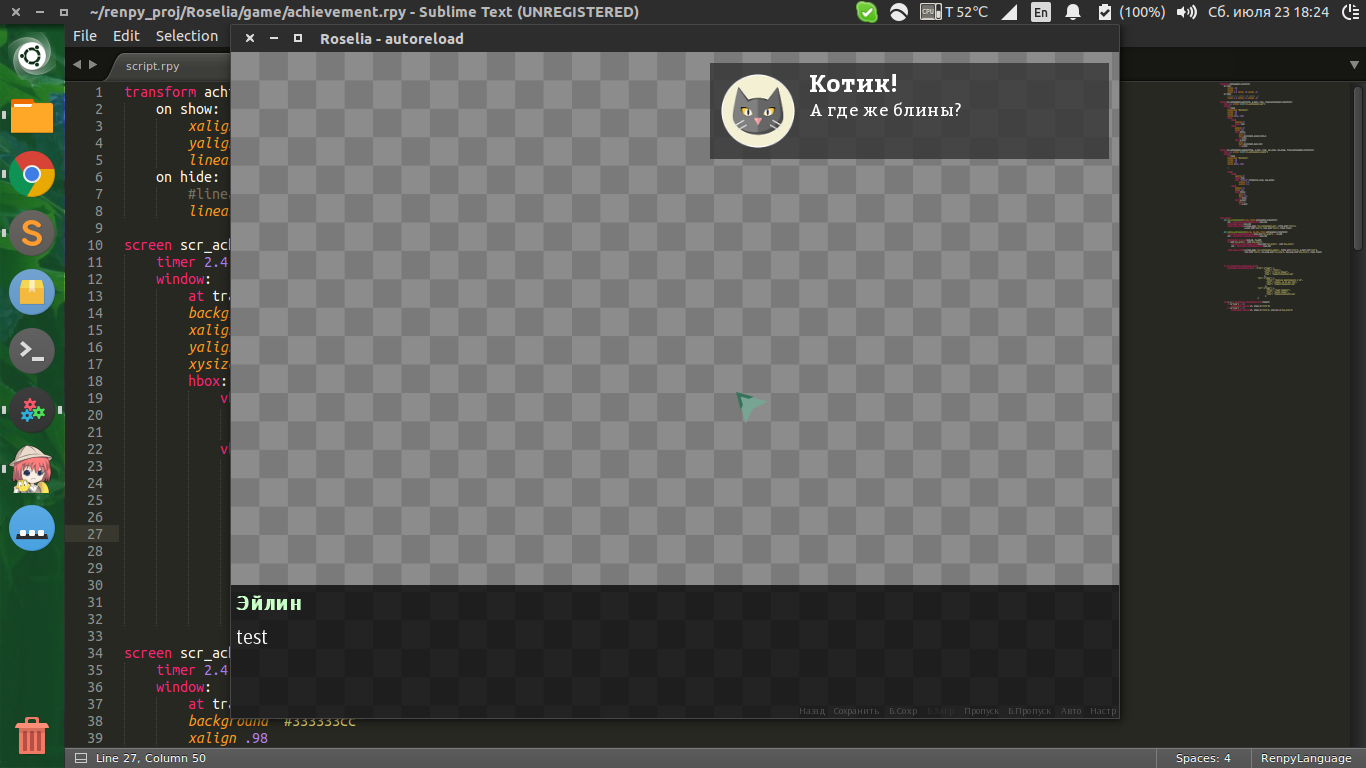 ~/renpy_proj/Roselia/game/achievement.rpy - Sublime Text (UNREGISTERED)
CPU T 52°C En (100%) Сб. июля 23 18:24
File Edit Selection
Roselia - autoreload
script.rpy
Котик!
А где же блины?
1 transform ach
2 on show:
3 xalig
4 yalig
5 linea
6 on hide:
7 #line
8 linea
9
10 screen scr_ac
11 timer 2.4
12 window:
13 at tra
14 backg
15 xalig
16 yalig
17 xysiz
18 hbox:
19 v
20
21
22 v
23
24
25
26
27
28
29
30
31
32
33
34 screen scr_ac
35 timer 2.4
36 window:
37 at tra
38 background "#333333CC"
39 xalign .98
Эйлин
test
Назад Сохранить Б.Сохр Б.Загр Пропуск Б.Пропуск Авто Настр
Line 27, Column 50 Spaces: 4 RenpyLanguage